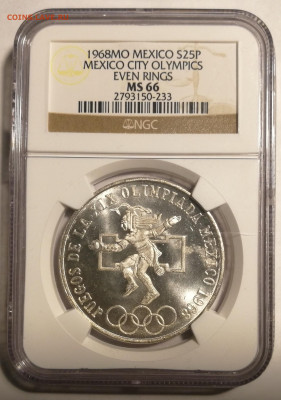 1968MO MEXICO S25P
MEXICO CITY OLYMPICS
EVEN RINGS
MS 66
2793150-233
NGC
JUEGOS DE LA XIX OLIMPIADA MEXICO 1968